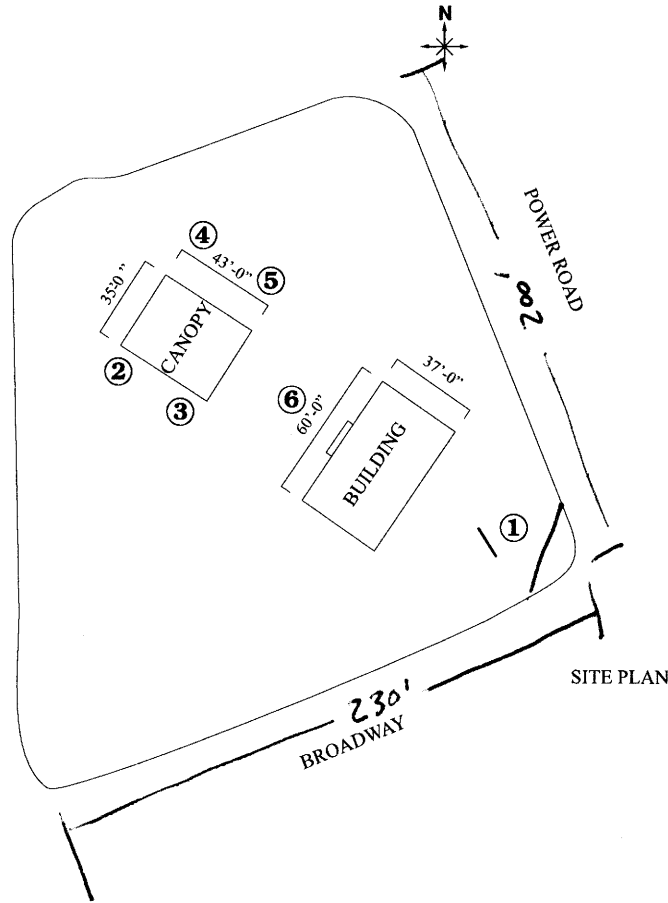 N
POWER ROAD
200'
④
43'-0"
⑤
35'-0"
CANOPY
②
③
37'-0"
⑥
60'-0"
BUILDING
①
SITE PLAN
230'
BROADWAY